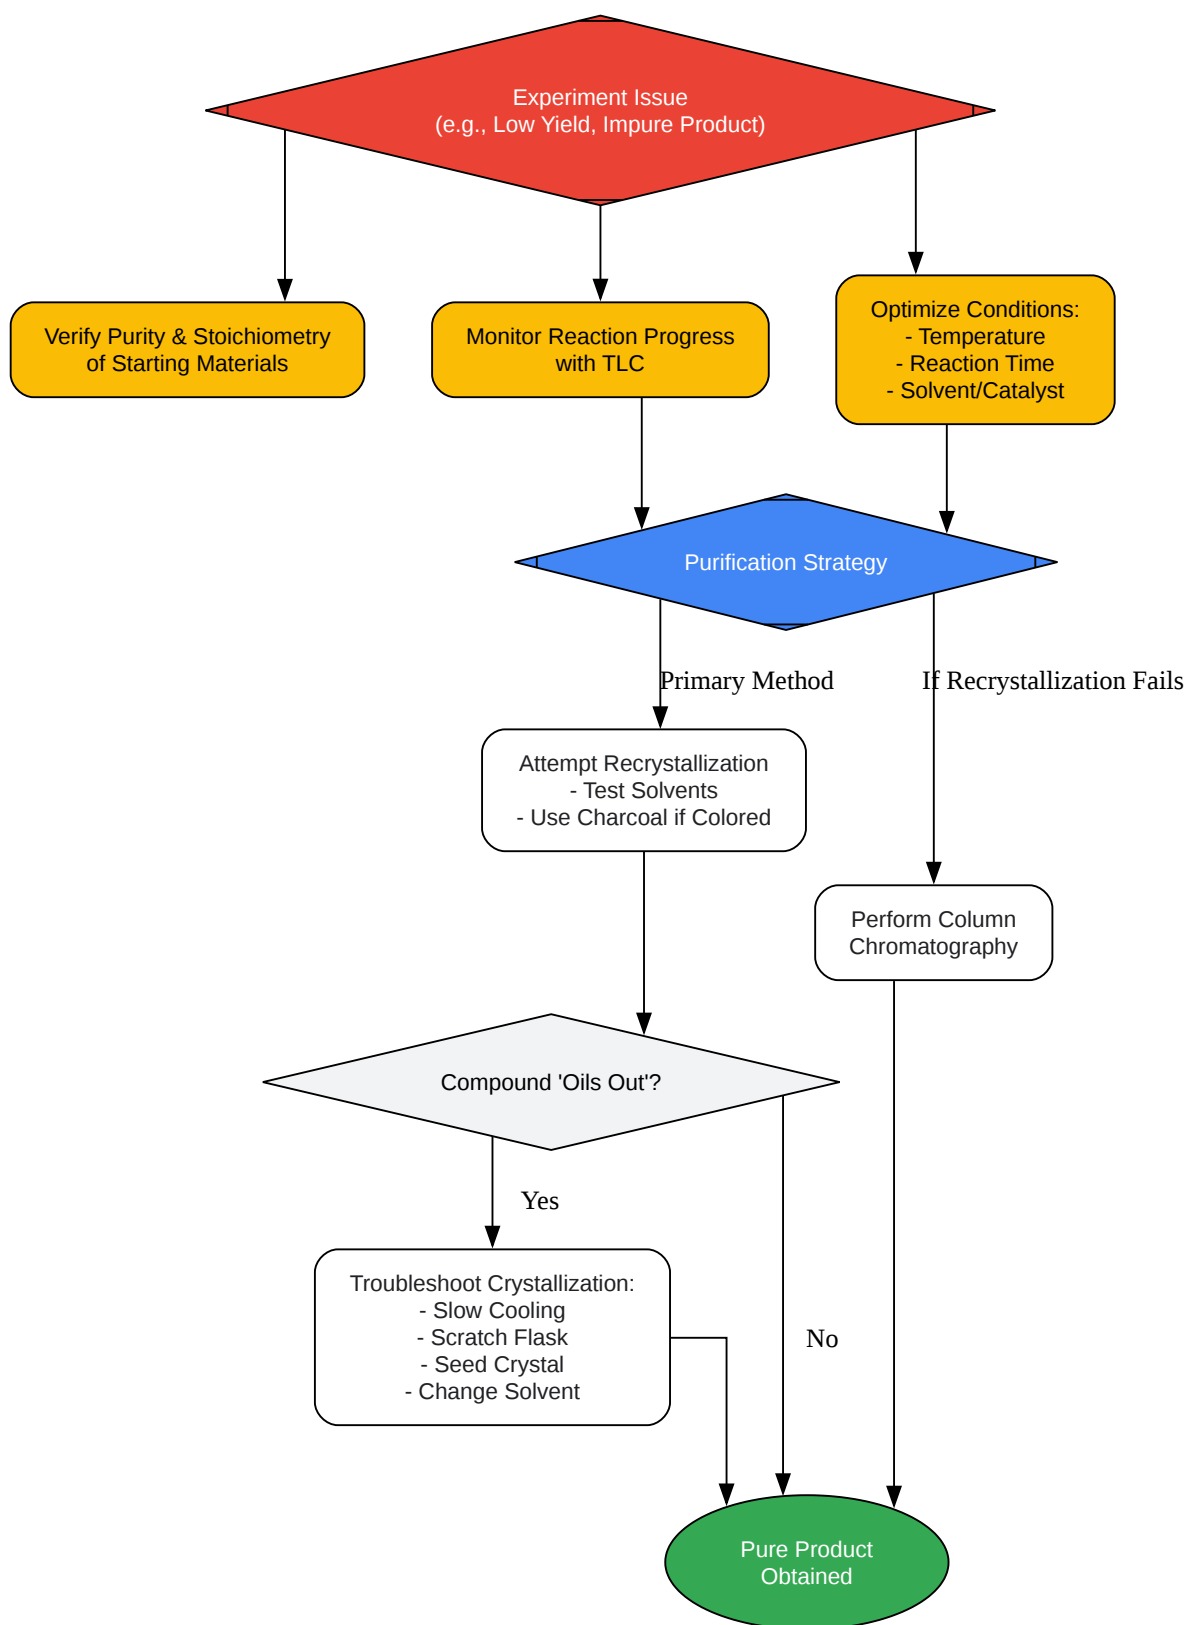 Experiment Issue
(e.g., Low Yield, Impure Product)
Verify Purity & Stoichiometry
of Starting Materials
Monitor Reaction Progress
with TLC
Optimize Conditions:
- Temperature
- Reaction Time
- Solvent/Catalyst
Purification Strategy
Primary Method
If Recrystallization Fails
Attempt Recrystallization
- Test Solvents
- Use Charcoal if Colored
Perform Column
Chromatography
Compound 'Oils Out'?
Yes
Troubleshoot Crystallization:
- Slow Cooling
- Scratch Flask
- Seed Crystal
- Change Solvent
No
Pure Product
Obtained